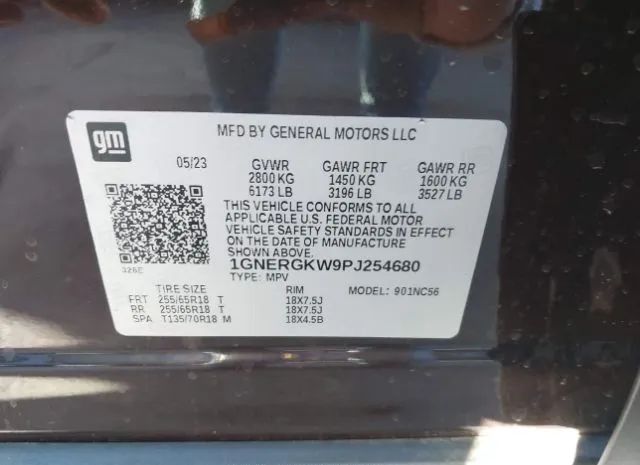 gm
MFD BY GENERAL MOTORS LLC
05/23 GVWR GAWR FRT GAWR RR
2800 KG 1450 KG 1600 KG
6173 LB 3196 LB 3527 LB
THIS VEHICLE CONFORMS TO ALL
APPLICABLE U.S. FEDERAL MOTOR
VEHICLE SAFETY STANDARDS IN
EFFECT ON THE DATE OF MANUFACTURE
SHOWN ABOVE.
326E 1GNERGKW9PJ254680
TYPE: MPV MODEL: 901NC56
TIRE SIZE RIM
FRT 255/65R18 T 18X7.5J
RR 255/65R18 T 18X7.5J
SPA T135/70R18 M 18X4.5B